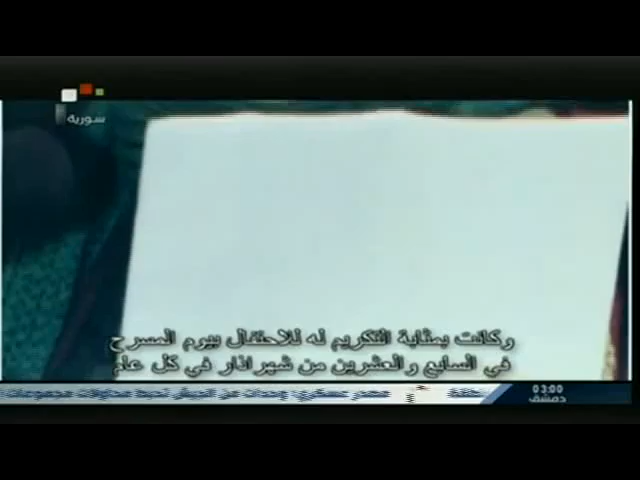 سورية
وكانت بمثابة التكريم له للاحتفال بيوم المسرح
في السابع والعشرين من شهر اذار في كل عام
مصدر عسكري: وحدات من الجيش تحبط محاولات مجموعات
03:00
دمشق